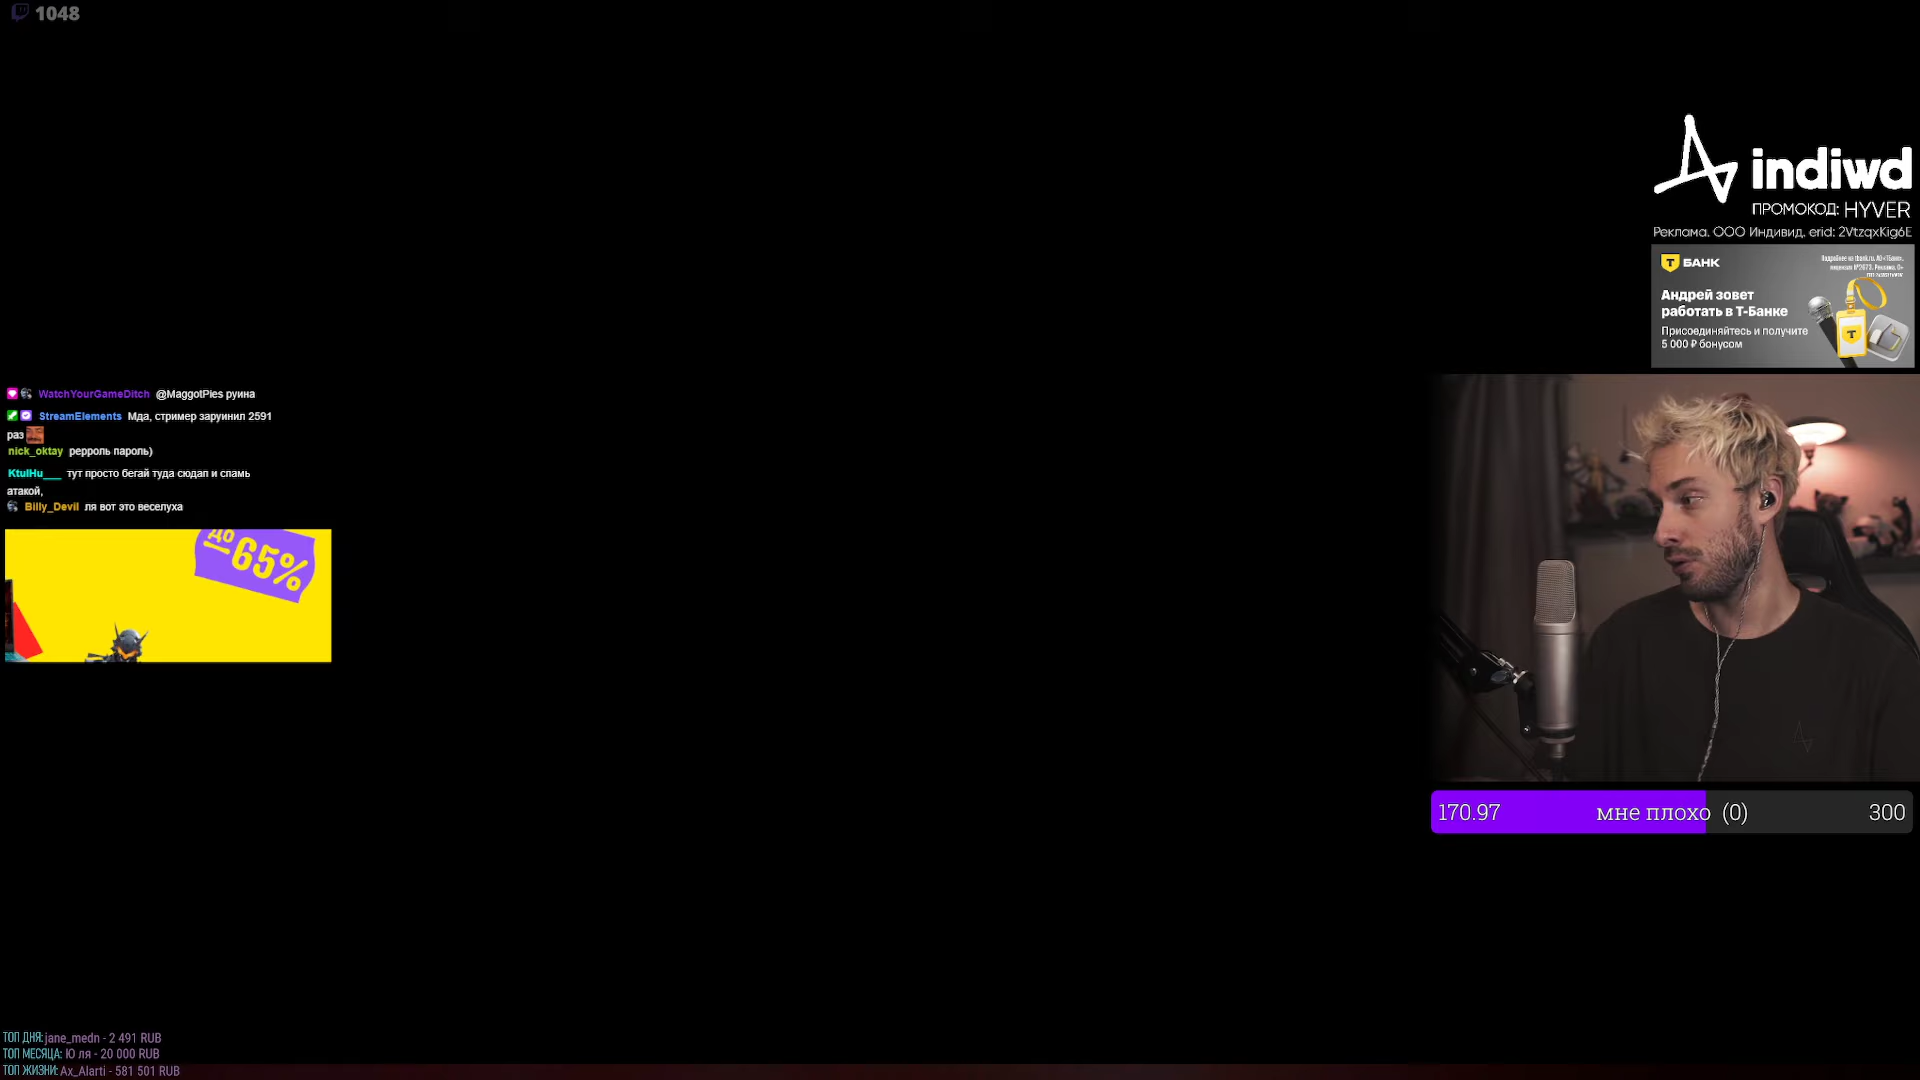 1048
indiwd
ПРОМОКОД: HYVER
Реклама. ООО Индивид. erid: 2VtzqxKig6E
Т БАНК
Андрей зовет
работать в Т-Банке
Присоединяйтесь и получите
5 000 ₽ бонусом
WatchYourGameDitch @MaggotPies руина
StreamElements Мда, стример заруинил 2591
раз
nick_oktay рерроль пароль)
KtulHu___ тут просто бегай туда сюдап и спамь
атакой,
Billy_Devil ля вот это веселуха
до
–65%
170.97 мне плохо (0) 300
ТОП ДНЯ: jane_medn - 2 491 RUB
ТОП МЕСЯЦА: Ю ля - 20 000 RUB
ТОП ЖИЗНИ: Ax_Alarti - 581 501 RUB